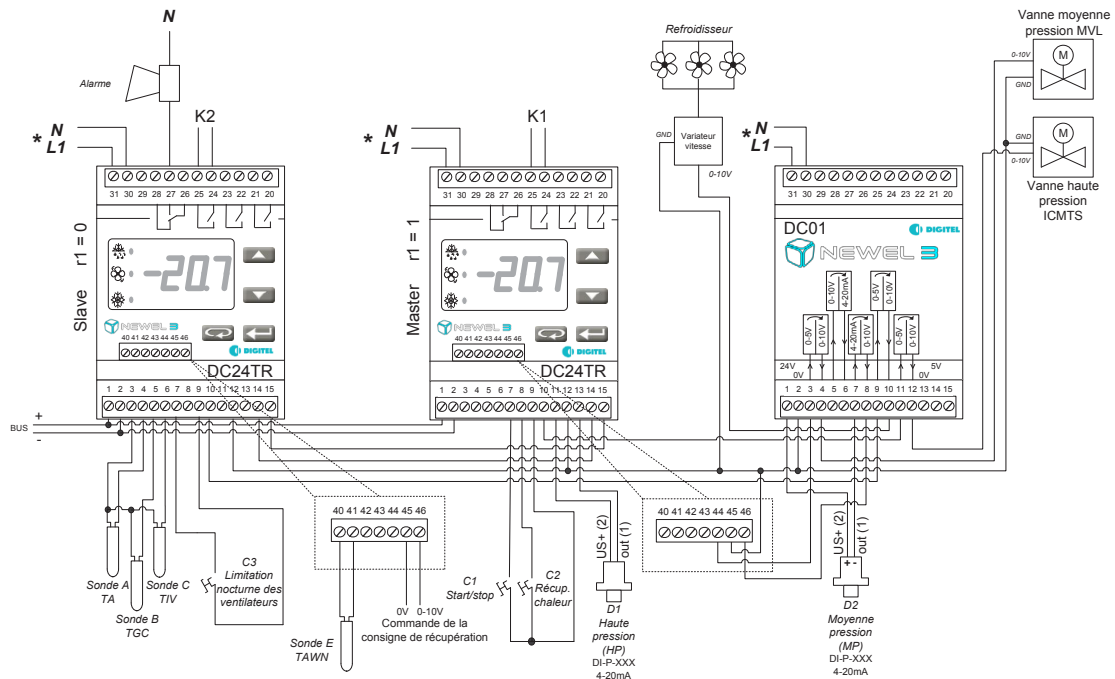 N
Alarme
* N
L1
K2
* N
L1
K1
Refroidisseur
GND
Variateur
vitesse
0-10V
* N
L1
Vanne moyenne
pression MVL
0-10V
M
GND
GND
M
0-10V
Vanne haute
pression
ICMTS
31 30 29 28 27 26 25 24 23 22 21 20
31 30 29 28 27 26 25 24 23 22 21 20
31 30 29 28 27 26 25 24 23 22 21 20
Slave r1 = 0
-20.7
NEWEL 3
40 41 42 43 44 45 46
DIGITEL
DC24TR
1 2 3 4 5 6 7 8 9 10 11 12 13 14 15
Master r1 = 1
-20.7
NEWEL 3
40 41 42 43 44 45 46
DIGITEL
DC24TR
1 2 3 4 5 6 7 8 9 10 11 12 13 14 15
DC01
DIGITEL
NEWEL 3
0-10V
4-20mA
0-5V
0-10V
0-5V
0-10V
4-20mA
0-10V
0-5V
0-10V
24V
0V
5V
0V
1 2 3 4 5 6 7 8 9 10 11 12 13 14 15
BUS
+
-
Sonde A
TA
Sonde B
TGC
Sonde C
TIV
C3
Limitation
nocturne des
ventilateurs
40 41 42 43 44 45 46
0V 0-10V
Commande de la
consigne de récupération
Sonde E
TAWN
C1
Start/stop
C2
Récup.
chaleur
US+ (2)
out (1)
D1
Haute
pression
(HP)
DI-P-XXX
4-20mA
40 41 42 43 44 45 46
US+ (2)
out (1)
+ -
D2
Moyenne
pression
(MP)
DI-P-XXX
4-20mA